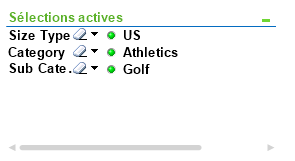 Sélections actives
Size Type US
Category Athletics
Sub Cate. Golf